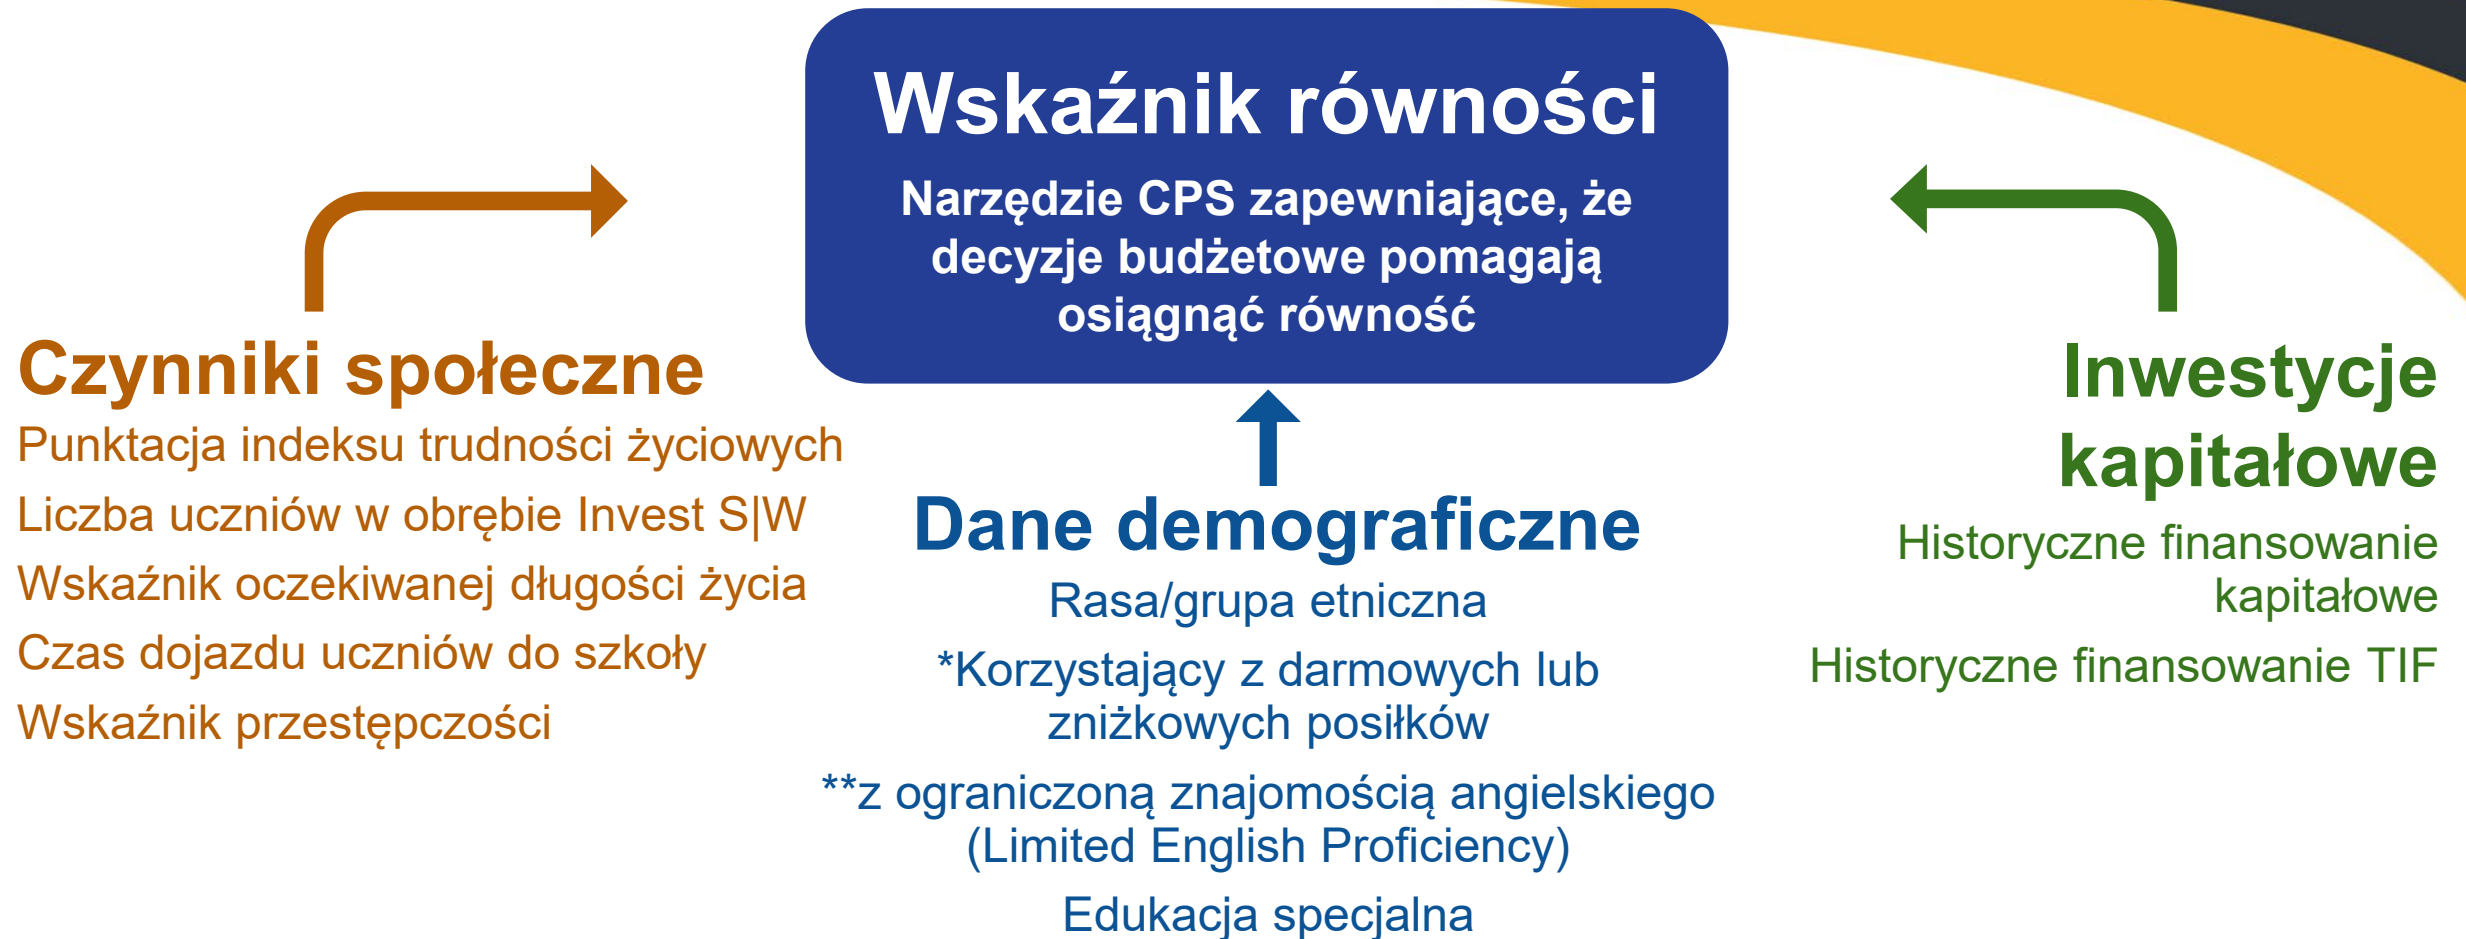 Wskaźnik równości
Narzędzie CPS zapewniające, że
decyzje budżetowe pomagają
osiągnąć równość
Czynniki społeczne
Punktacja indeksu trudności życiowych
Liczba uczniów w obrębie Invest S|W
Wskaźnik oczekiwanej długości życia
Czas dojazdu uczniów do szkoły
Wskaźnik przestępczości
Dane demograficzne
Rasa/grupa etniczna
*Korzystający z darmowych lub
zniżkowych posiłków
**z ograniczoną znajomością angielskiego
(Limited English Proficiency)
Edukacja specjalna
Inwestycje
kapitałowe
Historyczne finansowanie
kapitałowe
Historyczne finansowanie TIF